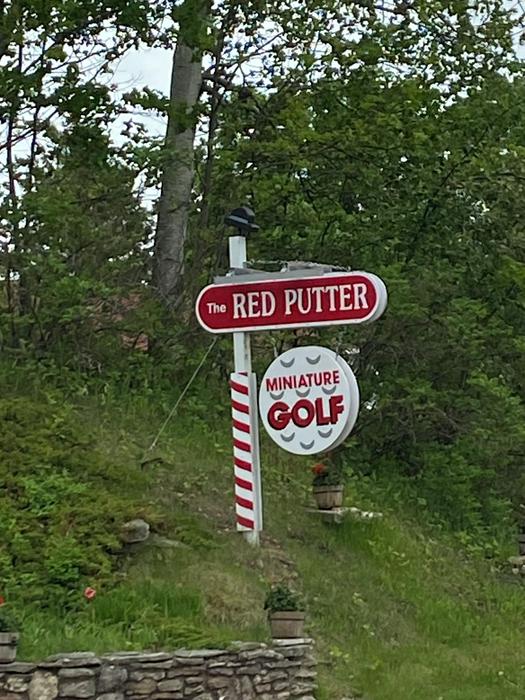 The RED PUTTER
MINIATURE
GOLF